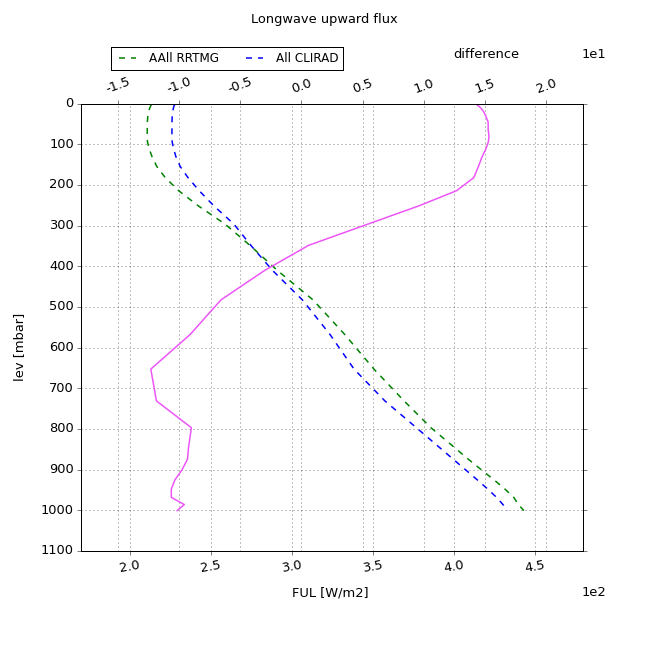 Longwave upward flux
AAll RRTMG All CLIRAD
difference 1e1
-1.5 -1.0 -0.5 0.0 0.5 1.0 1.5 2.0
0
100
200
300
400
500
600
700
800
900
1000
1100
lev [mbar]
2.0 2.5 3.0 3.5 4.0 4.5
FUL [W/m2] 1e2